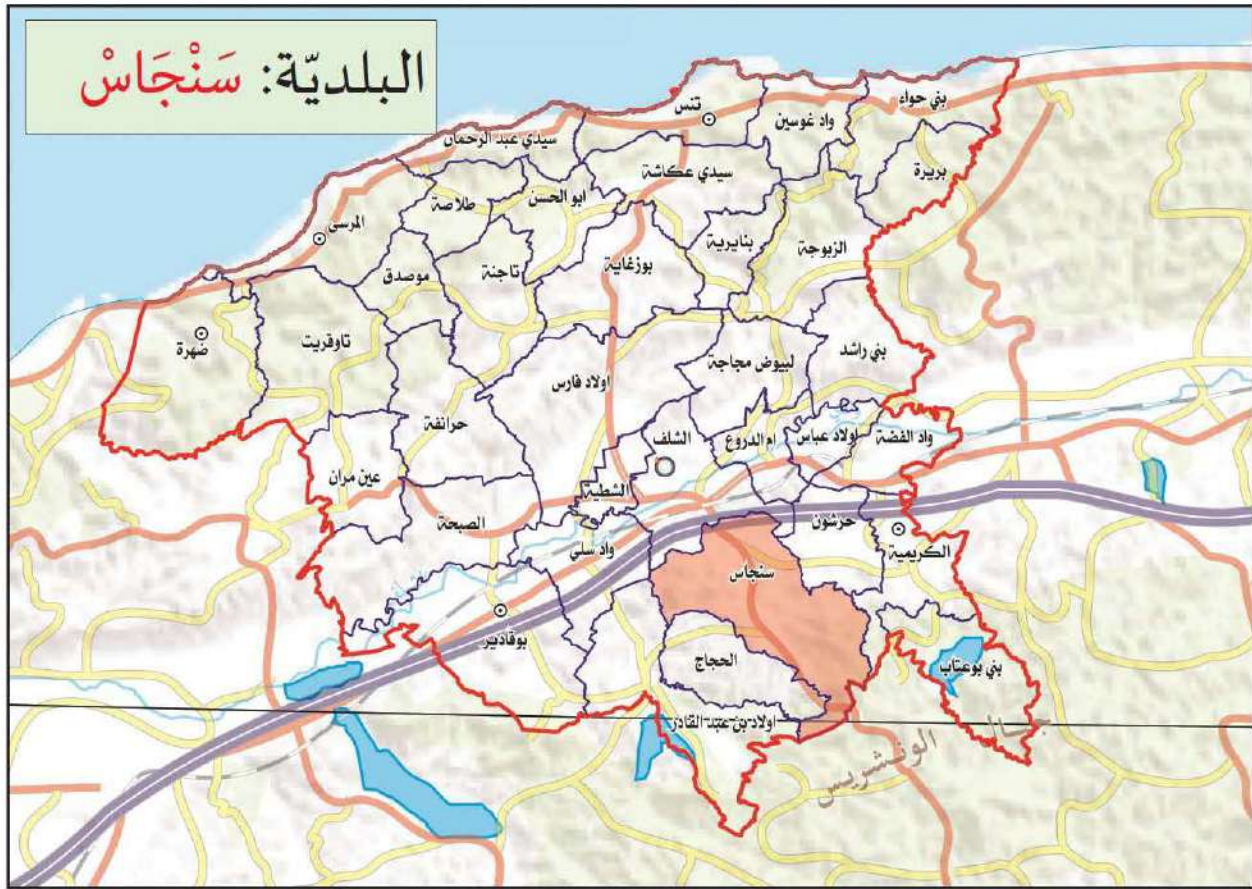 البلديّة: سَنْجَاسْ
بني حواء
تنس
واد غوسين
سيدي عبد الرحمان
بريرة
سيدي عكاشة
ابو الحسن
طلاصة
المرسى
الزبوجة
بنايرية
بوزغاية
تاجنة
موصدق
ضهرة
تاوقريت
بني راشد
لبيوض مجاجة
اولاد فارس
حرانفة
واد الفضة
اولاد عباس
ام الدروع
الشلف
عين مران
الشطية
الصبحة
حرشون
الكريمية
واد سلي
سنجاس
بوقادير
الحجاج
بني بوعتاب
اولاد بن عبد القادر
الونشريس